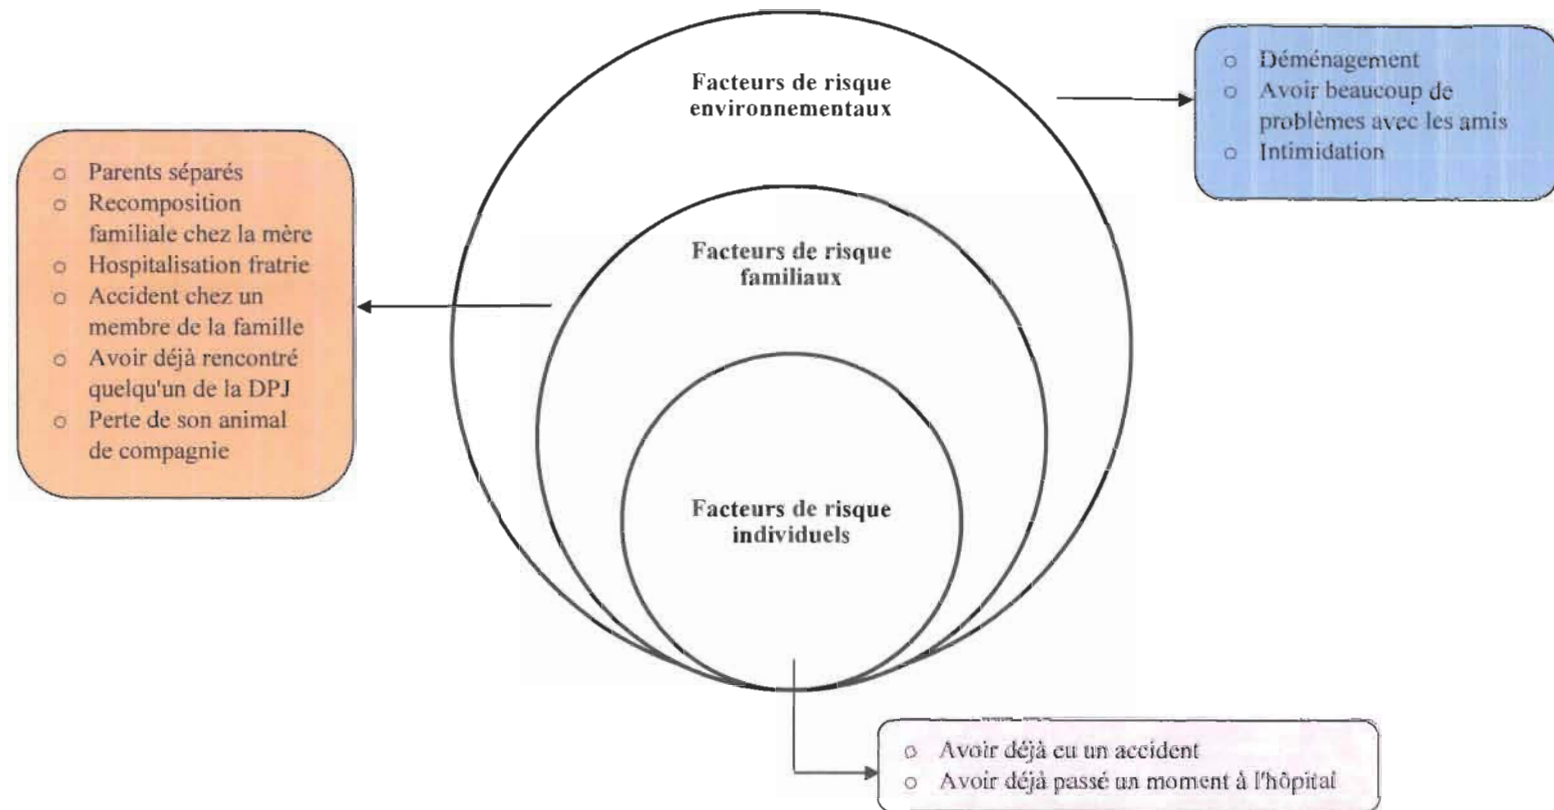 Facteurs de risque
environnementaux
○ Déménagement
○ Avoir beaucoup de
problèmes avec les amis
○ Intimidation
Facteurs de risque
familiaux
○ Parents séparés
○ Recomposition
familiale chez la mère
○ Hospitalisation fratrie
○ Accident chez un
membre de la famille
○ Avoir déjà rencontré
quelqu'un de la DPJ
○ Perte de son animal
de compagnie
Facteurs de risque
individuels
○ Avoir déjà eu un accident
○ Avoir déjà passé un moment à l'hôpital